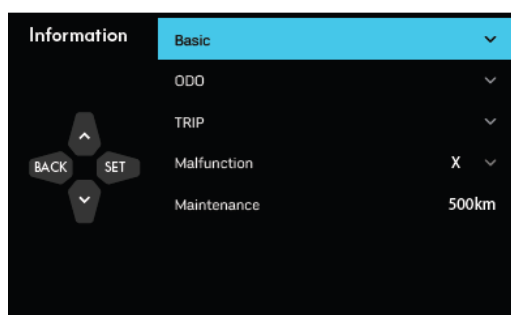 Information
Basic
ODO
TRIP
BACK SET
Malfunction X
Maintenance 500km